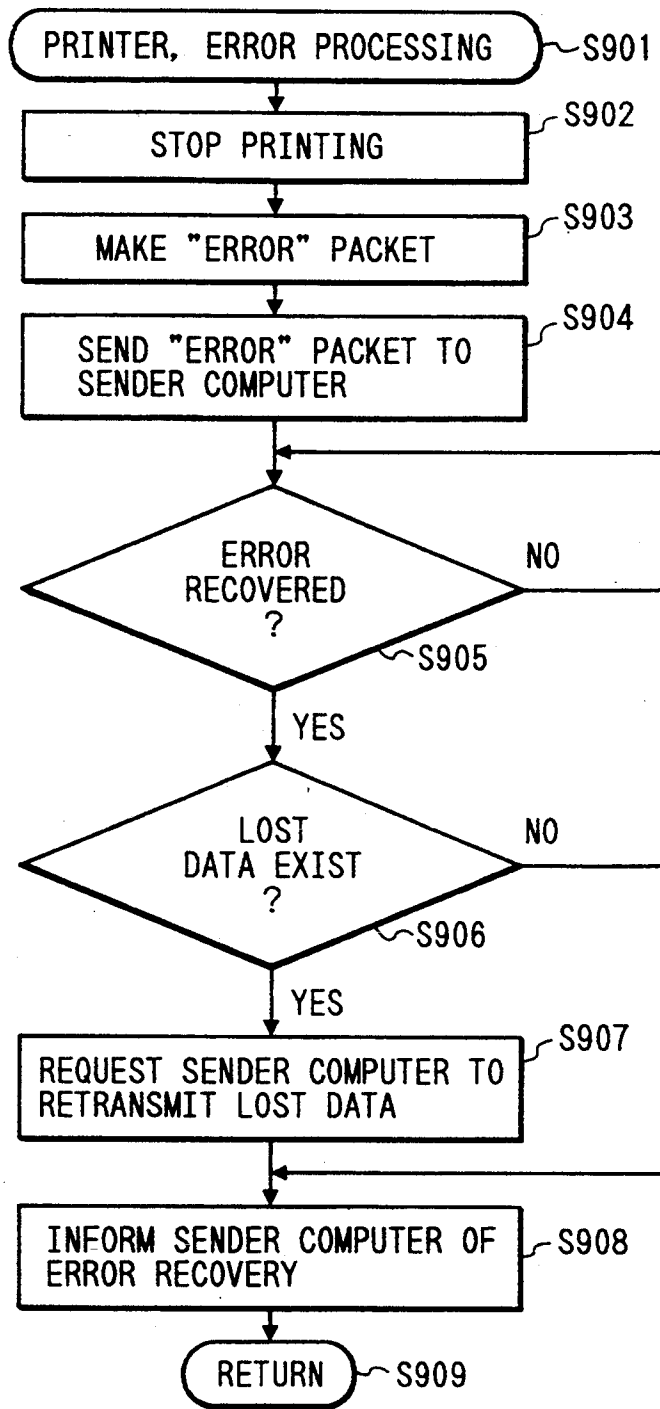 PRINTER, ERROR PROCESSING
S901
STOP PRINTING
S902
MAKE "ERROR" PACKET
S903
SEND "ERROR" PACKET TO
SENDER COMPUTER
S904
ERROR
RECOVERED
?
NO
S905
YES
LOST
DATA EXIST
?
NO
S906
YES
REQUEST SENDER COMPUTER TO
RETRANSMIT LOST DATA
S907
INFORM SENDER COMPUTER OF
ERROR RECOVERY
S908
RETURN
S909